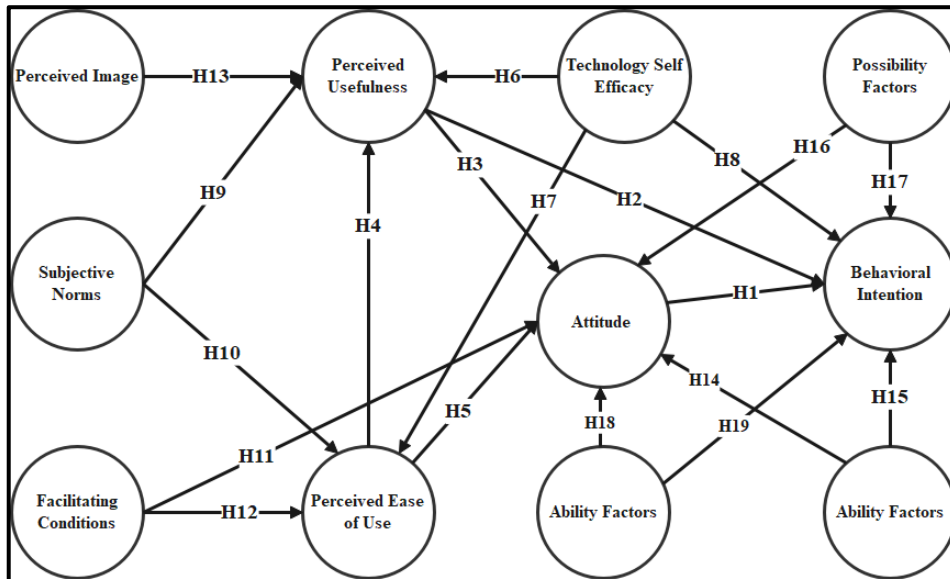 Perceived Image
H13
Perceived
Usefulness
H6
Technology Self
Efficacy
Possibility
Factors
H3
H16
H8
H17
H9
H7
H2
H4
Subjective
Norms
Behavioral
Intention
H1
Attitude
H10
H14
H5
H15
H18
H19
H11
Facilitating
Conditions
H12
Perceived Ease
of Use
Ability Factors
Ability Factors